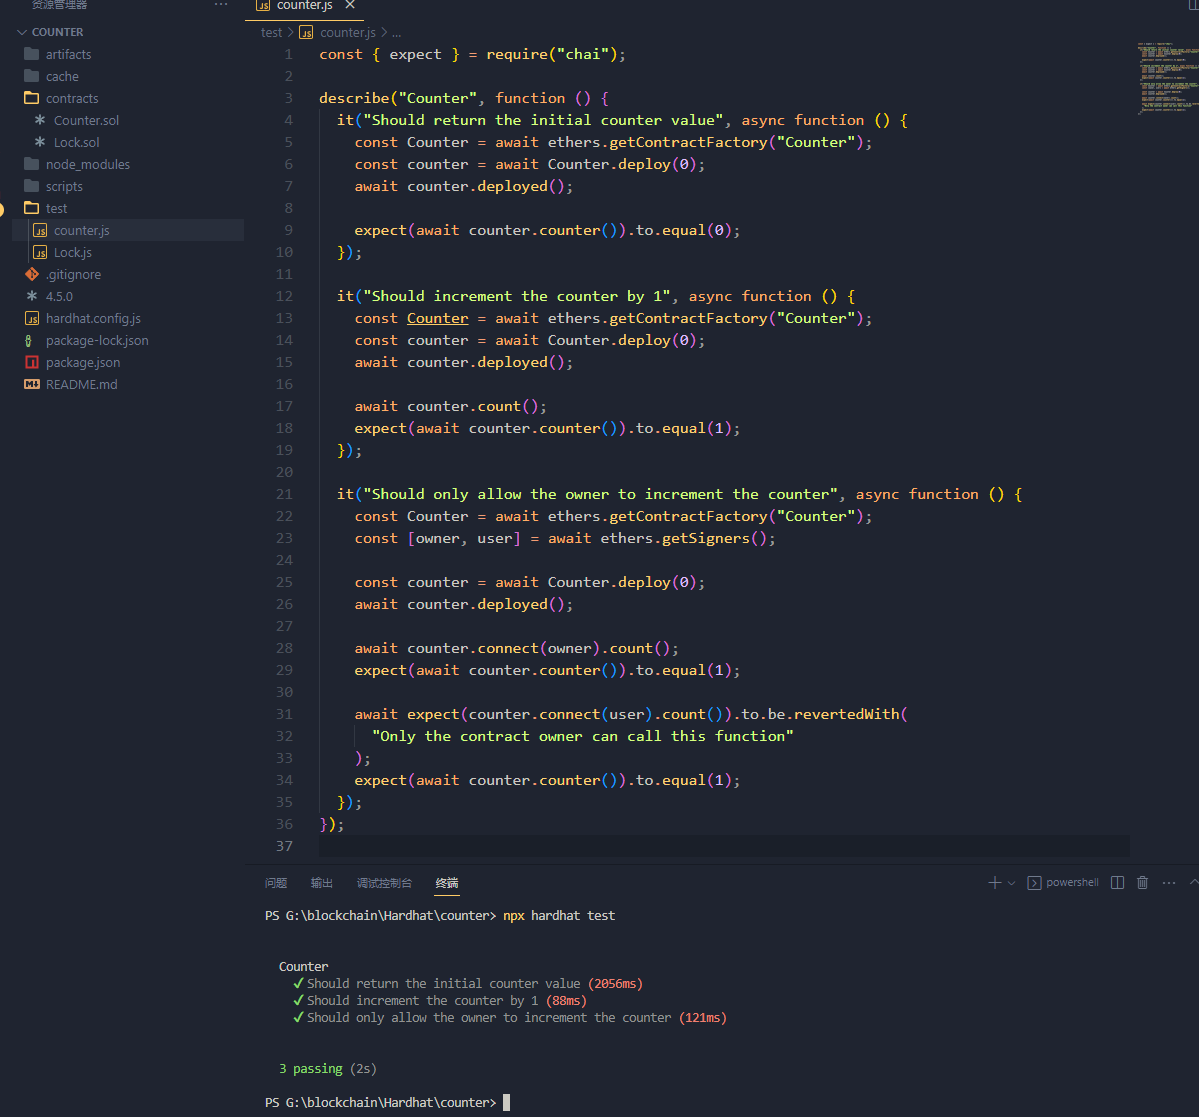 资源管理器
···
COUNTER
artifacts
cache
contracts
Counter.sol
Lock.sol
node_modules
scripts
test
JS counter.js
JS Lock.js
.gitignore
4.5.0
JS hardhat.config.js
package-lock.json
package.json
README.md
JS counter.js ×
test > JS counter.js > ...
1 const { expect } = require("chai");
2
3 describe("Counter", function () {
4 it("Should return the initial counter value", async function () {
5 const Counter = await ethers.getContractFactory("Counter");
6 const counter = await Counter.deploy(0);
7 await counter.deployed();
8
9 expect(await counter.counter()).to.equal(0);
10 });
11
12 it("Should increment the counter by 1", async function () {
13 const Counter = await ethers.getContractFactory("Counter");
14 const counter = await Counter.deploy(0);
15 await counter.deployed();
16
17 await counter.count();
18 expect(await counter.counter()).to.equal(1);
19 });
20
21 it("Should only allow the owner to increment the counter", async function () {
22 const Counter = await ethers.getContractFactory("Counter");
23 const [owner, user] = await ethers.getSigners();
24
25 const counter = await Counter.deploy(0);
26 await counter.deployed();
27
28 await counter.connect(owner).count();
29 expect(await counter.counter()).to.equal(1);
30
31 await expect(counter.connect(user).count()).to.be.revertedWith(
32 "Only the contract owner can call this function"
33 );
34 expect(await counter.counter()).to.equal(1);
35 });
36 });
37
问题 输出 调试控制台 终端 powershell
PS G:\blockchain\Hardhat\counter> npx hardhat test
Counter
✓ Should return the initial counter value (2056ms)
✓ Should increment the counter by 1 (88ms)
✓ Should only allow the owner to increment the counter (121ms)
3 passing (2s)
PS G:\blockchain\Hardhat\counter>